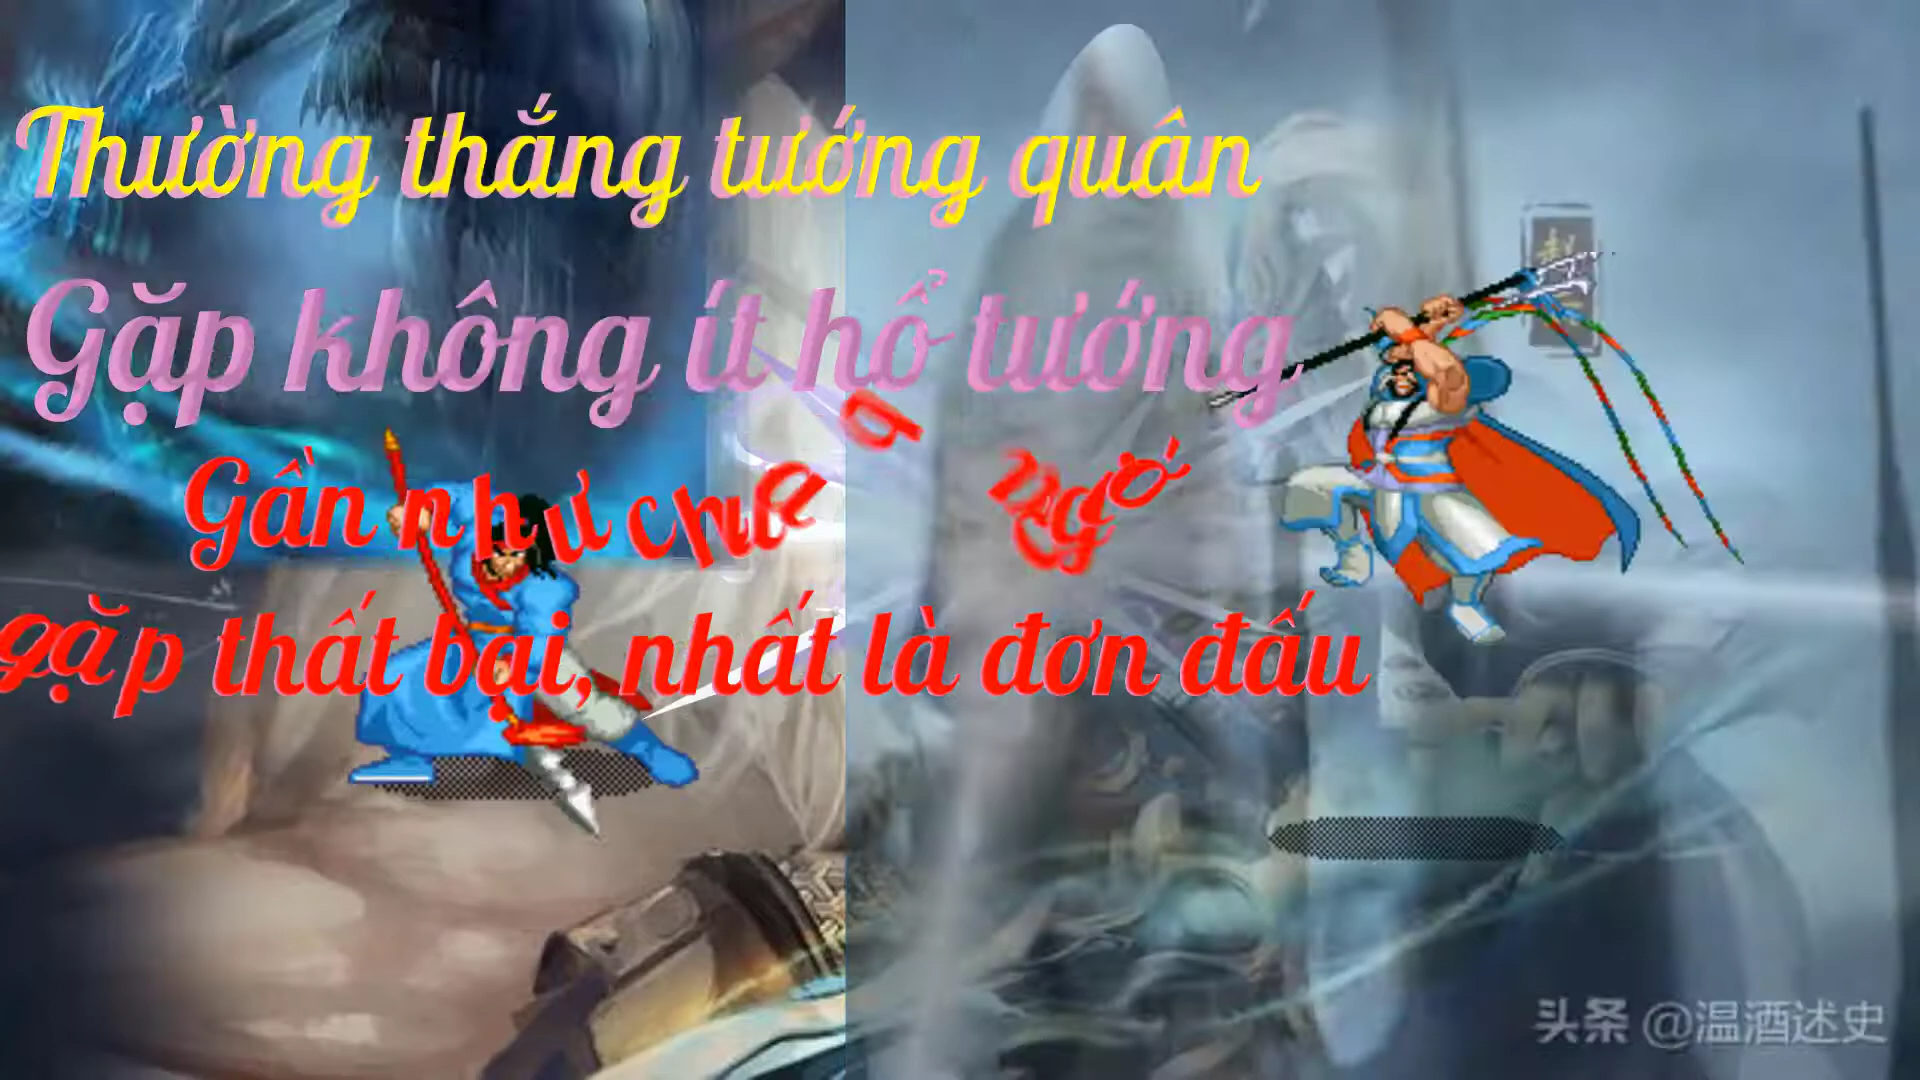 Thường thắng tướng quân
Gặp không ít hổ tướng
Gần như chưa
gặp thất bại, nhất là đơn đấu
头条 @温酒述史